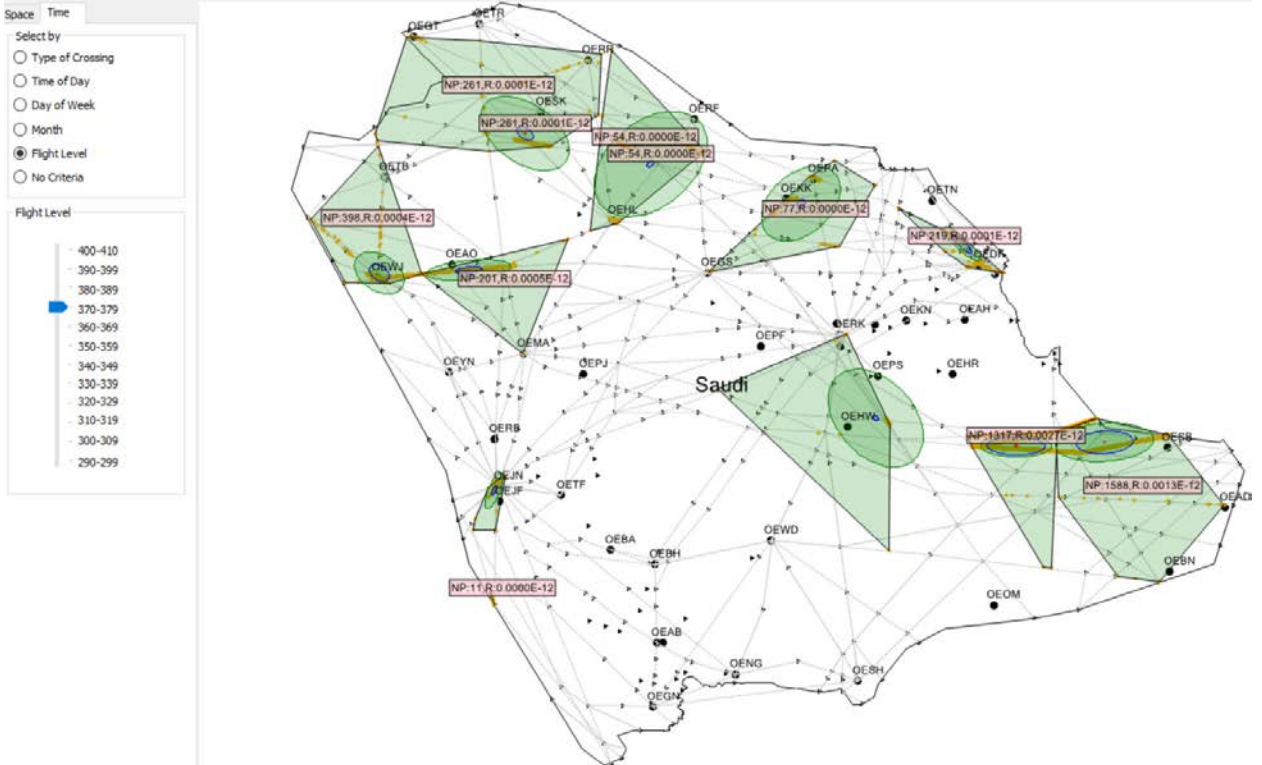 Space
Time
Select by
Type of Crossing
Time of Day
Day of Week
Month
Flight Level
No Criteria
Flight Level
400-410
390-399
380-389
370-379
360-369
350-359
340-349
330-339
320-329
310-319
300-309
290-299
OETR
OEGT
OERR
NP:261,R:0.0001E-12
OESK
OERF
NP:261,R:0.0001E-12
NP:54,R:0.0000E-12
NP:54,R:0.0000E-12
OETB
OEPA
OEKK
OETN
NP:398,R:0.0004E-12
OEHL
NP:77,R:0.0000E-12
NP:219,R:0.0001E-12
OEAO
OEWJ
OEGS
NP:201,R:0.0005E-12
OERK
OEKN
OEAH
OEMA
OEPF
OEYN
OEPJ
OEPS
OEHR
Saudi
OEHW
OERB
NP:1317,R:0.0027E-12
OESB
OEJN
OEJF
OETF
NP:1588,R:0.0013E-12
OEAD
OEWD
OEBA
OEBH
OEBN
NP:11,R:0.0000E-12
OEOM
OEAB
OENG
OESH
OEGN